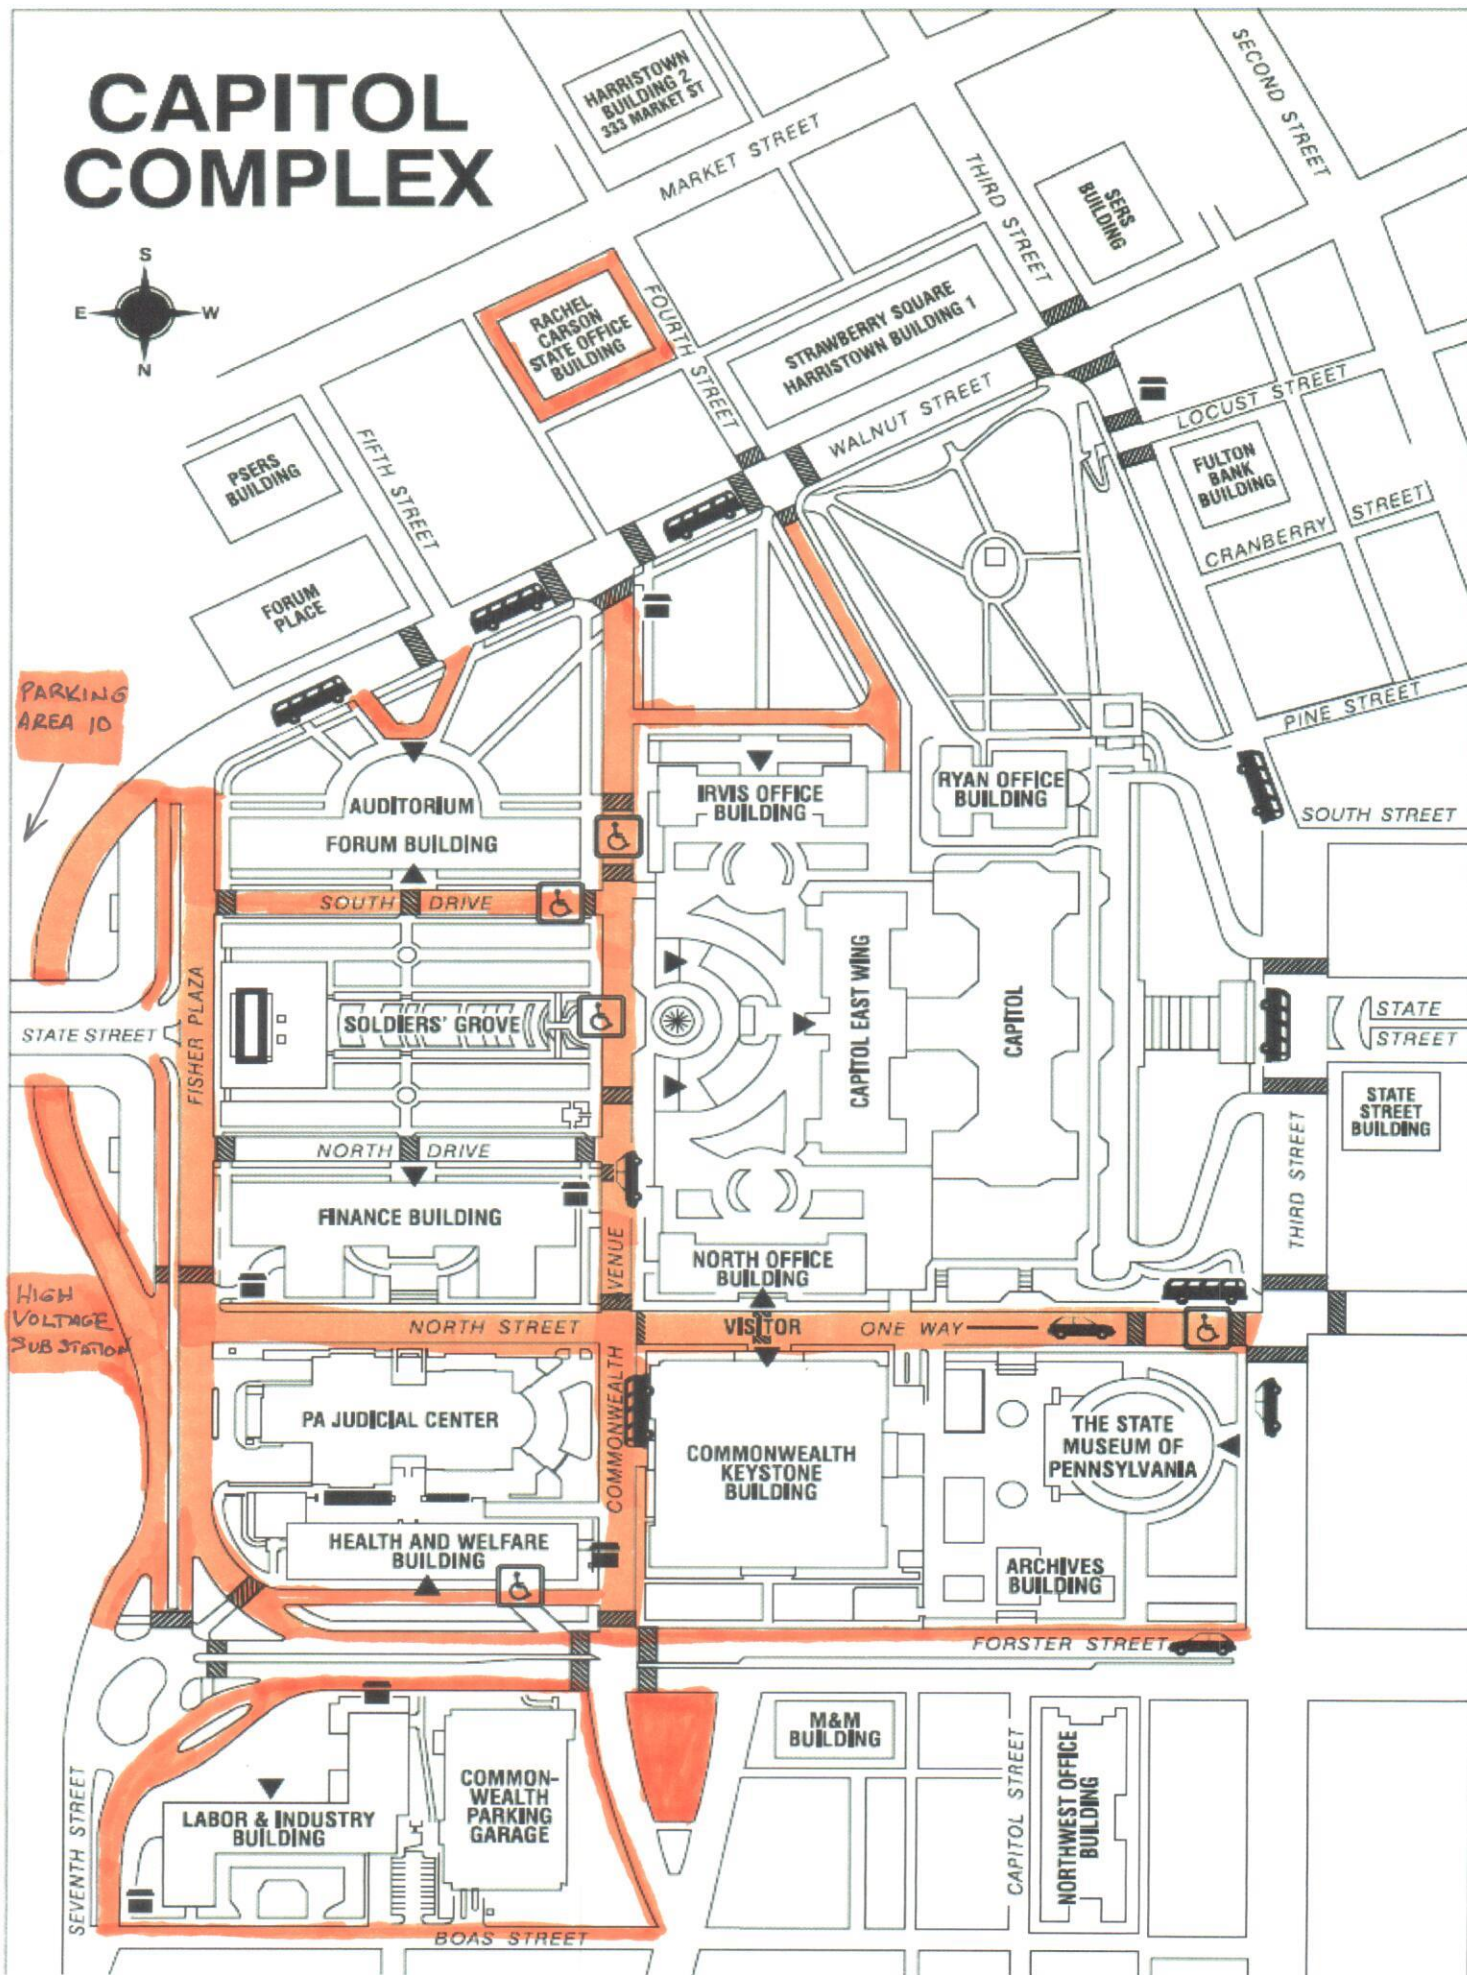 CAPITOL
COMPLEX
S
E
W
N
HARRISTOWN
BUILDING 2
333 MARKET ST
MARKET STREET
SECOND STREET
THIRD STREET
SERS
BUILDING
RACHEL
CARSON
STATE OFFICE
BUILDING
FOURTH STREET
STRAWBERRY SQUARE
HARRISTOWN BUILDING 1
WALNUT STREET
LOCUST STREET
FULTON
BANK
BUILDING
CRANBERRY STREET
PSERS
BUILDING
FIFTH STREET
FORUM
PLACE
PARKING
AREA 10
PINE STREET
SOUTH STREET
AUDITORIUM
FORUM BUILDING
IRVIS OFFICE
BUILDING
RYAN OFFICE
BUILDING
SOUTH DRIVE
FISHER PLAZA
STATE STREET
SOLDIERS' GROVE
CAPITOL EAST WING
CAPITOL
STATE
STREET
STATE
STREET
BUILDING
THIRD STREET
NORTH DRIVE
FINANCE BUILDING
NORTH OFFICE
BUILDING
HIGH
VOLTAGE
SUBSTATION
NORTH STREET
VISITOR
ONE WAY
COMMONWEALTH AVENUE
PA JUDICIAL CENTER
COMMONWEALTH
KEYSTONE
BUILDING
THE STATE
MUSEUM OF
PENNSYLVANIA
HEALTH AND WELFARE
BUILDING
ARCHIVES
BUILDING
FORSTER STREET
M&M
BUILDING
CAPITOL STREET
NORTHWEST OFFICE
BUILDING
SEVENTH STREET
LABOR & INDUSTRY
BUILDING
COMMON-
WEALTH
PARKING
GARAGE
BOAS STREET